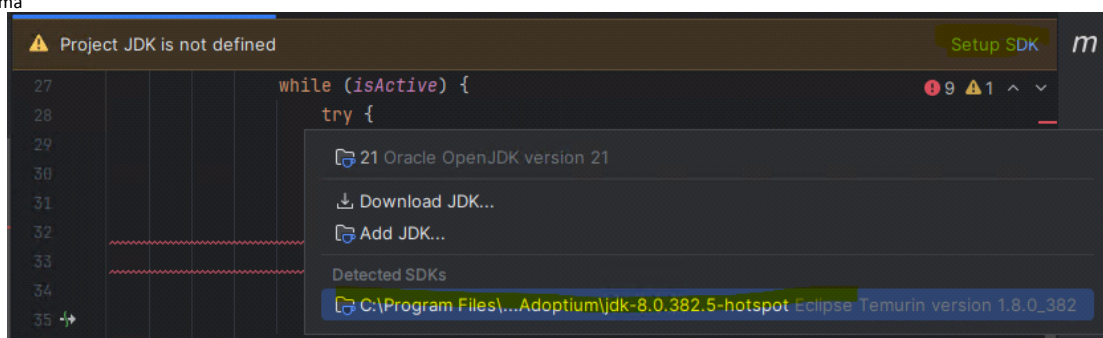 ma
Project JDK is not defined Setup SDK m
27 while (isActive) { 9 1
28 try {
29
21 Oracle OpenJDK version 21
30
31 Download JDK...
32 Add JDK...
33
Detected SDKs
34
C:\Program Files\...Adoptium\jdk-8.0.382.5-hotspot Eclipse Temurin version 1.8.0_382
35